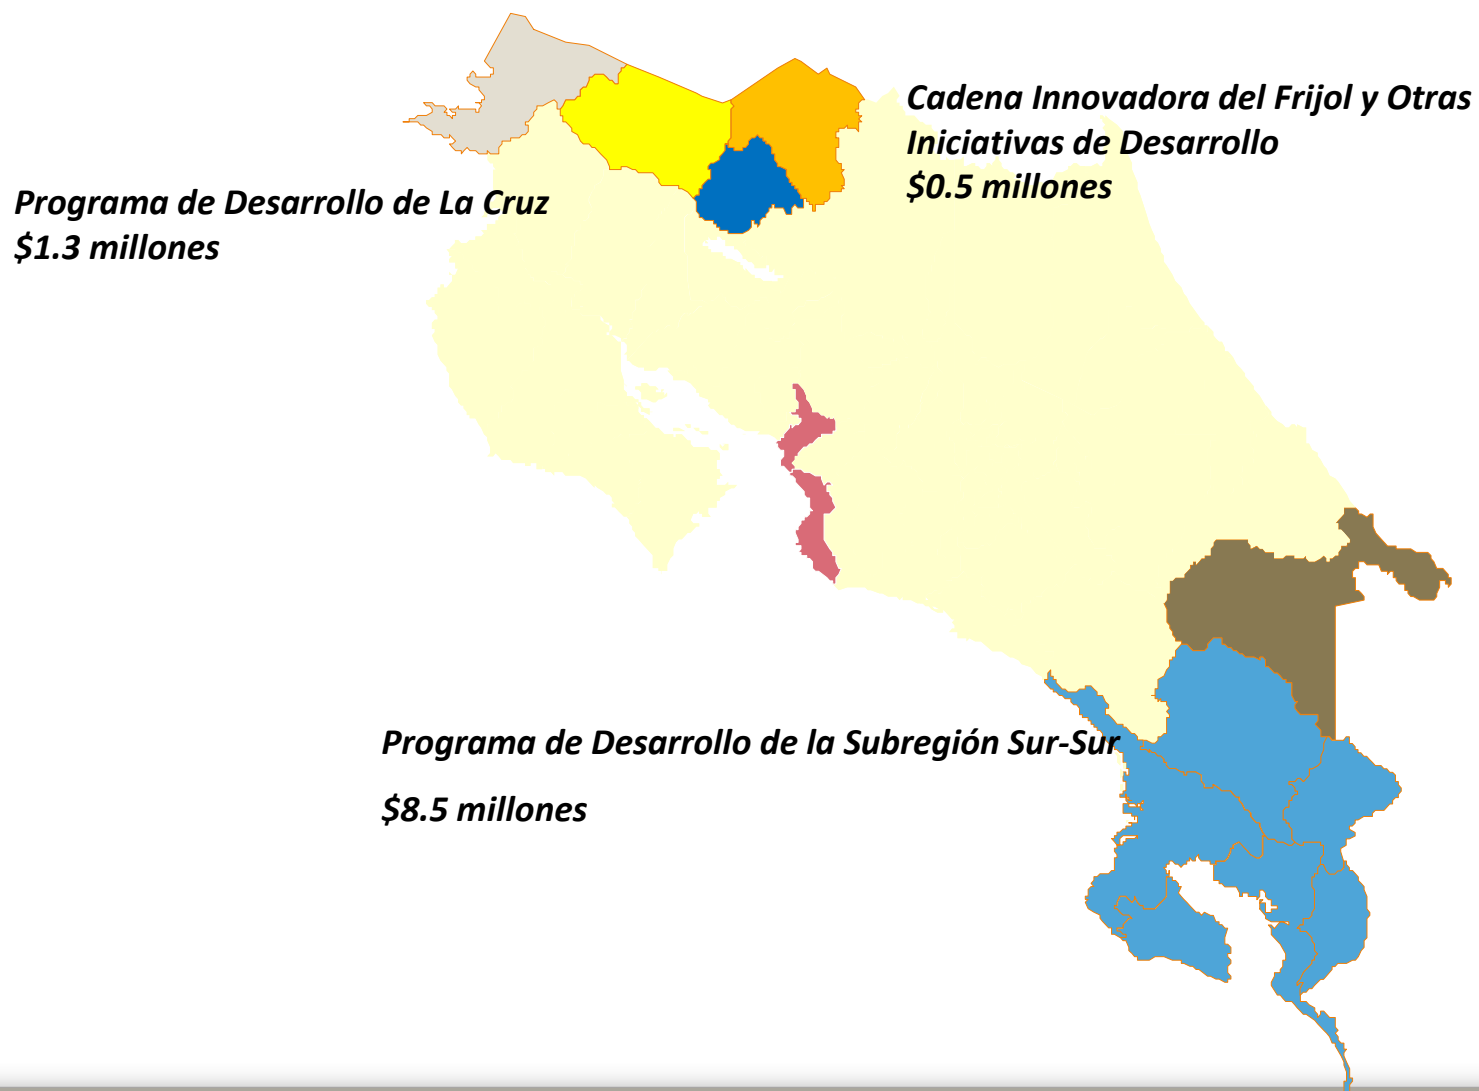 Cadena Innovadora del Frijol y Otras
Iniciativas de Desarrollo
$0.5 millones
Programa de Desarrollo de La Cruz
$1.3 millones
Programa de Desarrollo de la Subregión Sur-Sur
$8.5 millones